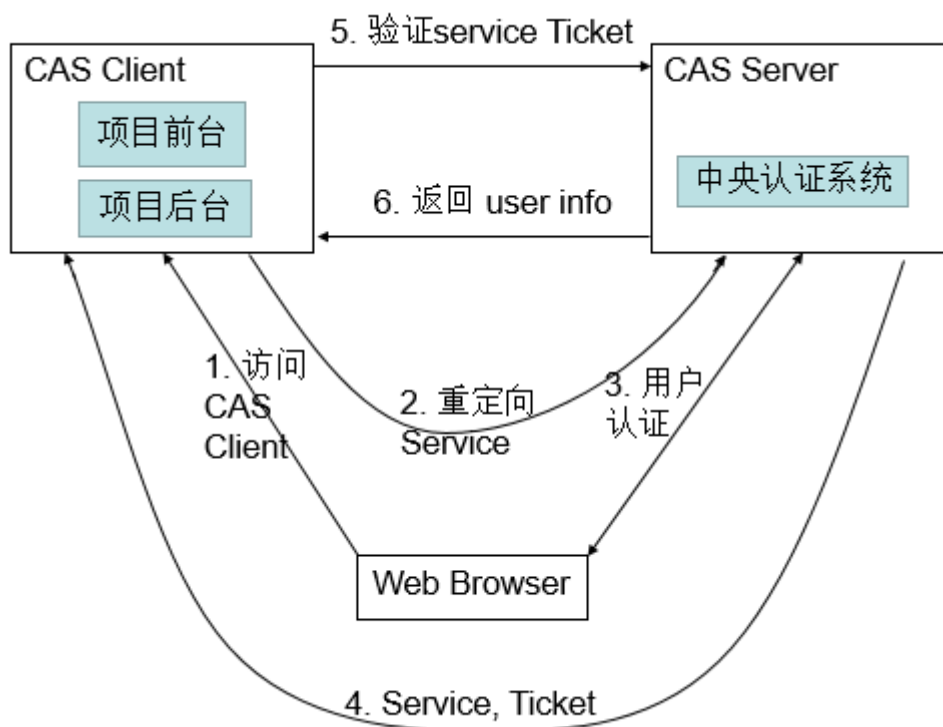 5. 验证service Ticket
CAS Client
CAS Server
项目前台
项目后台
中央认证系统
6. 返回 user info
1. 访问
CAS
Client
2. 重定向
Service
3. 用户
认证
Web Browser
4. Service, Ticket